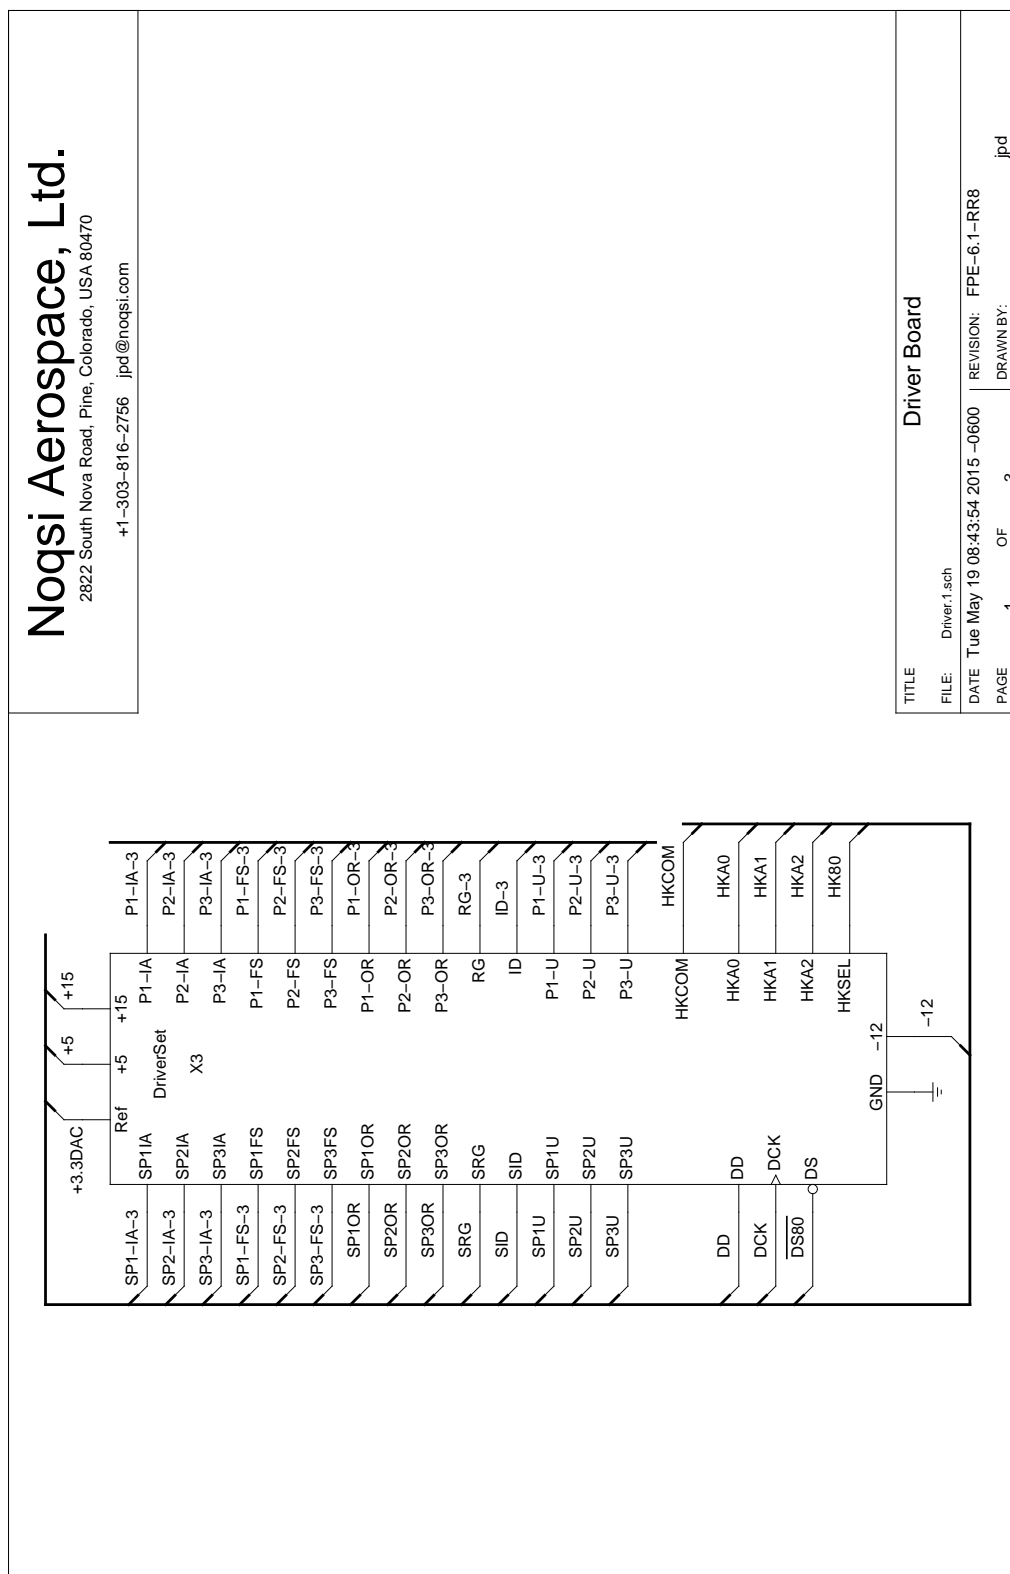 Noqsi Aerospace, Ltd.
2822 South Nova Road, Pine, Colorado, USA 80470
+1−303−816−2756 jpd@noqsi.com
+3.3DAC
+5
+15
Ref
+5
+15
DriverSet
X3
SP1−IA−3 SP1IA P1−IA P1−IA−3
SP2−IA−3 SP2IA P2−IA P2−IA−3
SP3−IA−3 SP3IA P3−IA P3−IA−3
SP1−FS−3 SP1FS P1−FS P1−FS−3
SP2−FS−3 SP2FS P2−FS P2−FS−3
SP3−FS−3 SP3FS P3−FS P3−FS−3
SP1OR SP1OR P1−OR P1−OR−3
SP2OR SP2OR P2−OR P2−OR−3
SP3OR SP3OR P3−OR P3−OR−3
SRG SRG RG RG−3
SID SID ID ID−3
SP1U SP1U P1−U P1−U−3
SP2U SP2U P2−U P2−U−3
SP3U SP3U P3−U P3−U−3
HKCOM HKCOM
DD DD HKA0 HKA0
DCK DCK HKA1 HKA1
DS80 DS HKA2 HKA2
HKSEL HK80
GND −12
−12
TITLE
Driver Board
FILE: Driver.1.sch
DATE Tue May 19 08:43:54 2015 −0600 REVISION: FPE−6.1−RR8
PAGE OF DRAWN BY: jpd